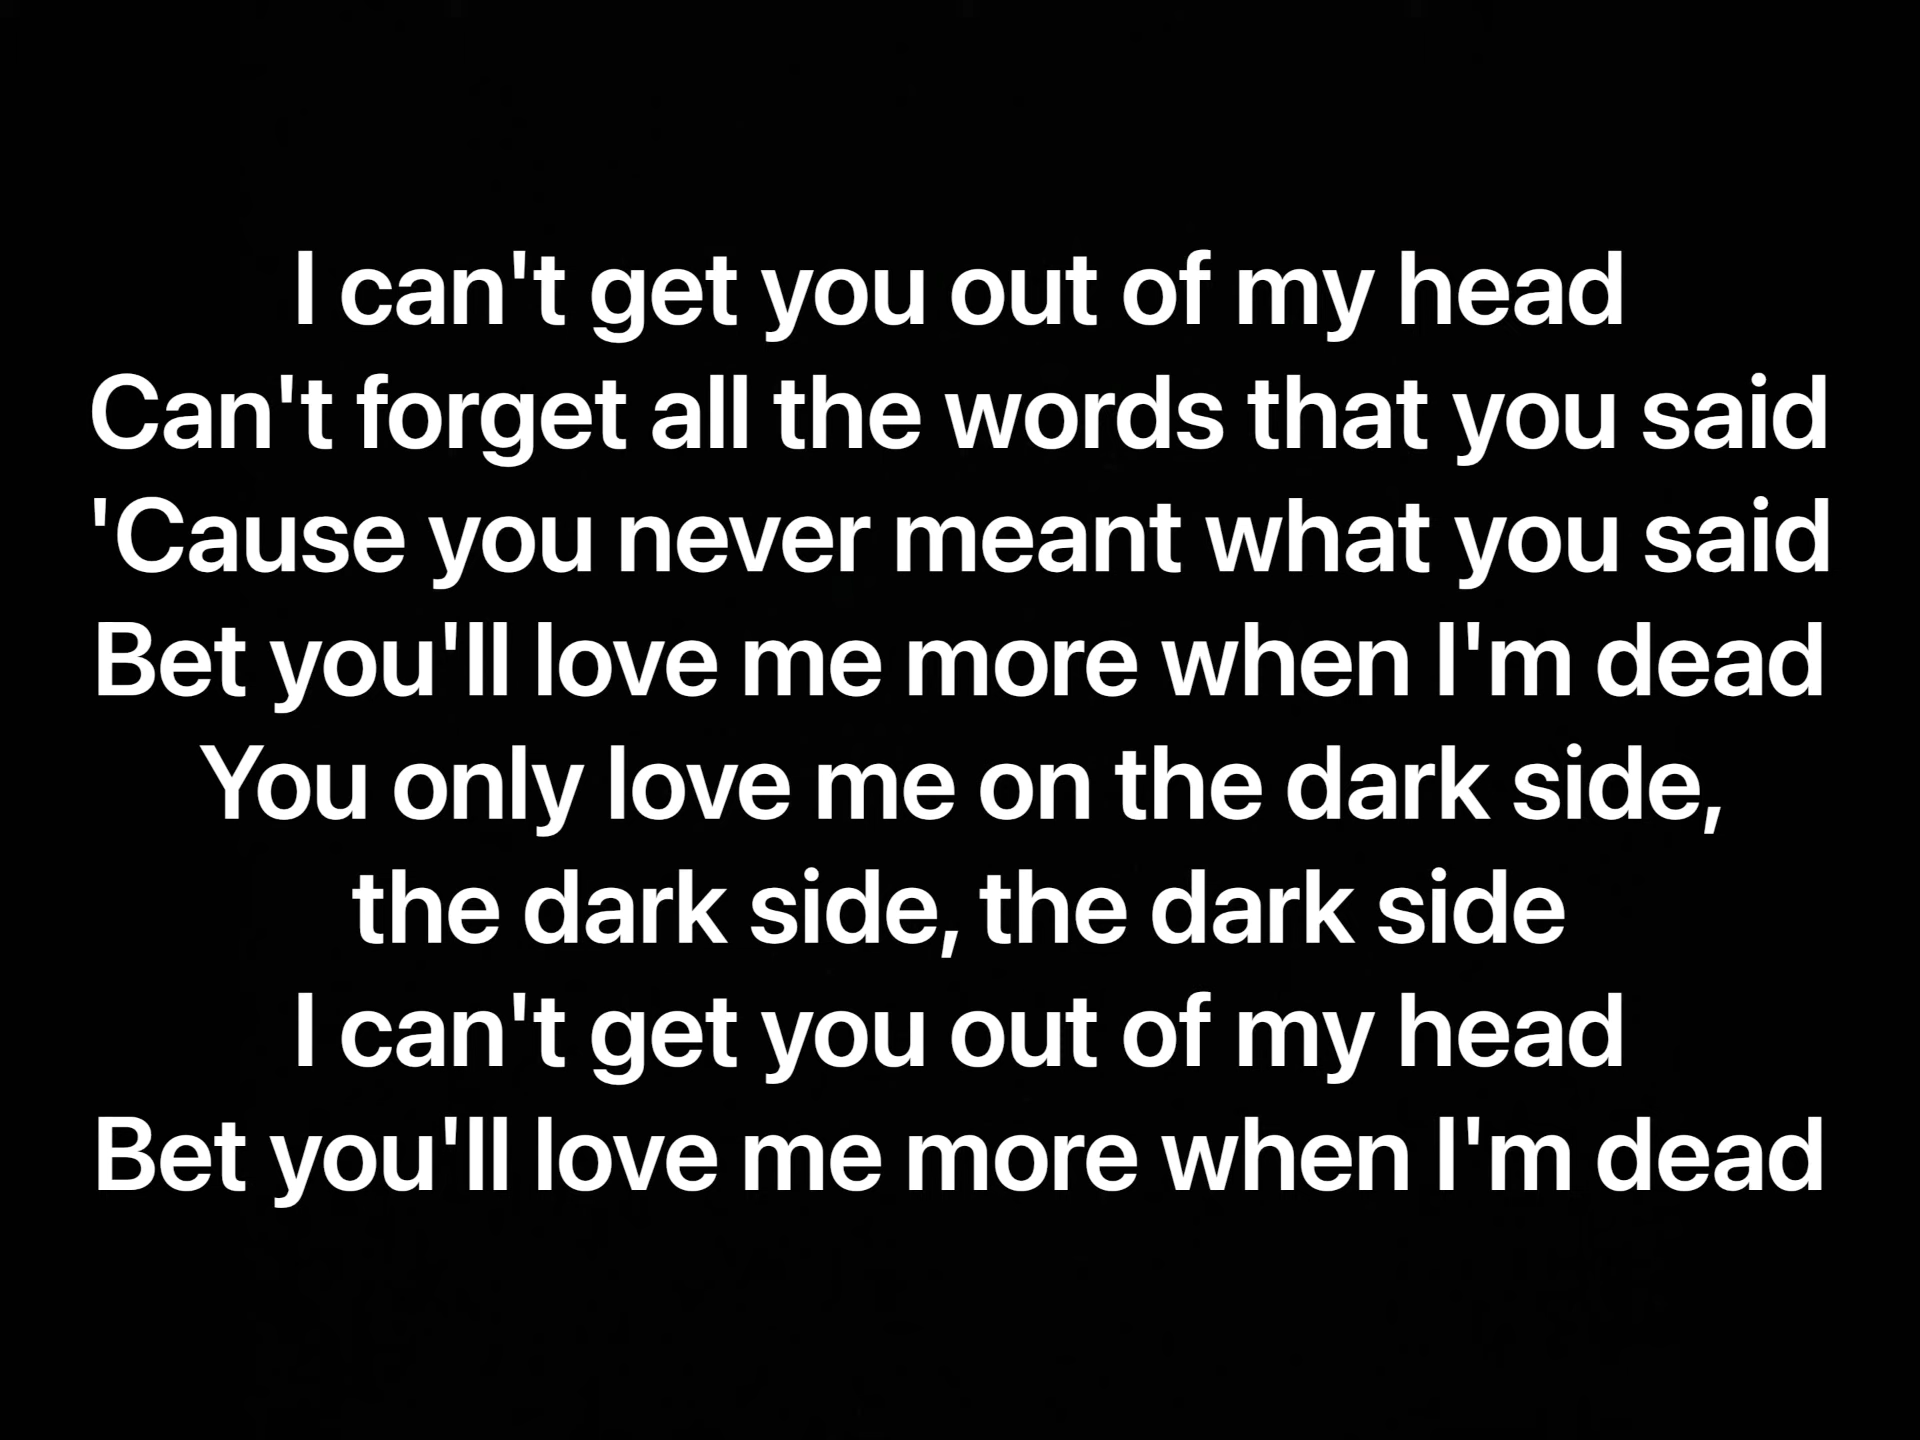 I can't get you out of my head
Can't forget all the words that you said
'Cause you never meant what you said
Bet you'll love me more when I'm dead
You only love me on the dark side,
the dark side, the dark side
I can't get you out of my head
Bet you'll love me more when I'm dead